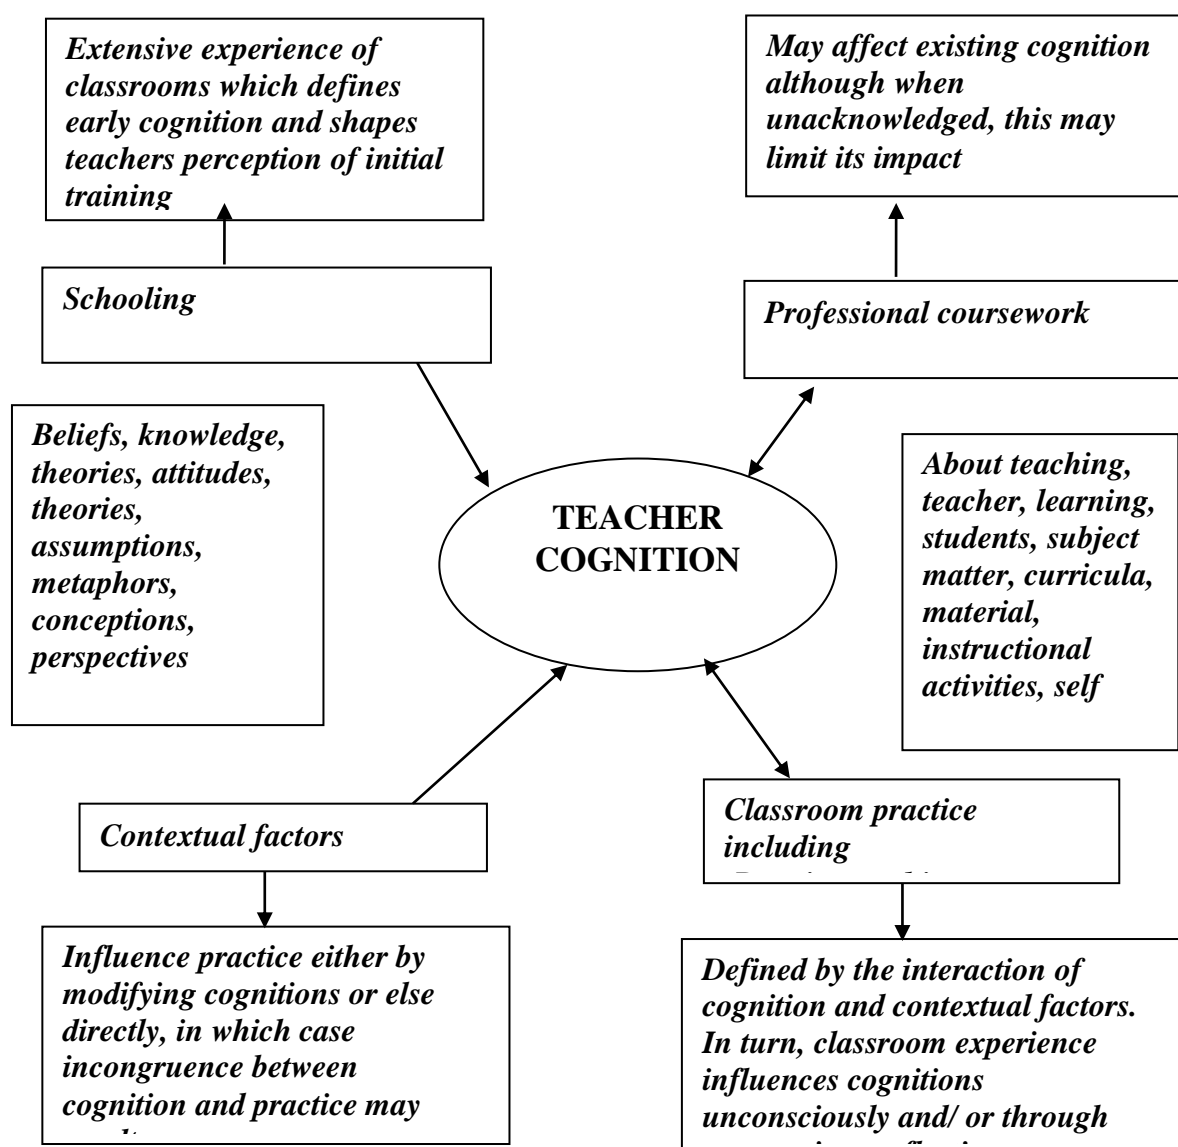 Extensive experience of
classrooms which defines
early cognition and shapes
teachers perception of initial
training
May affect existing cognition
although when
unacknowledged, this may
limit its impact
Schooling
Professional coursework
Beliefs, knowledge,
theories, attitudes,
theories,
assumptions,
metaphors,
conceptions,
perspectives
TEACHER
COGNITION
About teaching,
teacher, learning,
students, subject
matter, curricula,
material,
instructional
activities, self
Contextual factors
Classroom practice
including
Influence practice either by
modifying cognitions or else
directly, in which case
incongruence between
cognition and practice may
Defined by the interaction of
cognition and contextual factors.
In turn, classroom experience
influences cognitions
unconsciously and/ or through